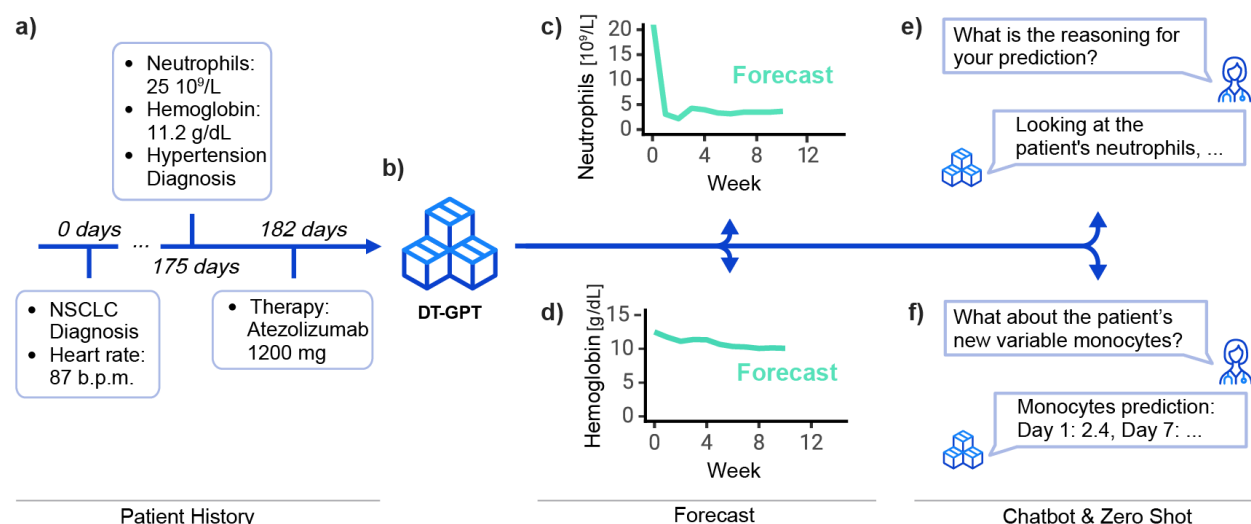 a)
• Neutrophils:
25 10⁹/L
• Hemoglobin:
11.2 g/dL
• Hypertension
Diagnosis
0 days
...
175 days
182 days
• NSCLC
Diagnosis
• Heart rate:
87 b.p.m.
• Therapy:
Atezolizumab
1200 mg
Patient History
b)
DT-GPT
c)
Neutrophils [10⁹/L]
20
15
10
5
0
Forecast
0 4 8 12
Week
d)
Hemoglobin [g/dL]
15
10
5
0
Forecast
0 4 8 12
Week
Forecast
e)
What is the reasoning for
your prediction?
Looking at the
patient's neutrophils, ...
f)
What about the patient’s
new variable monocytes?
Monocytes prediction:
Day 1: 2.4, Day 7: ...
Chatbot & Zero Shot